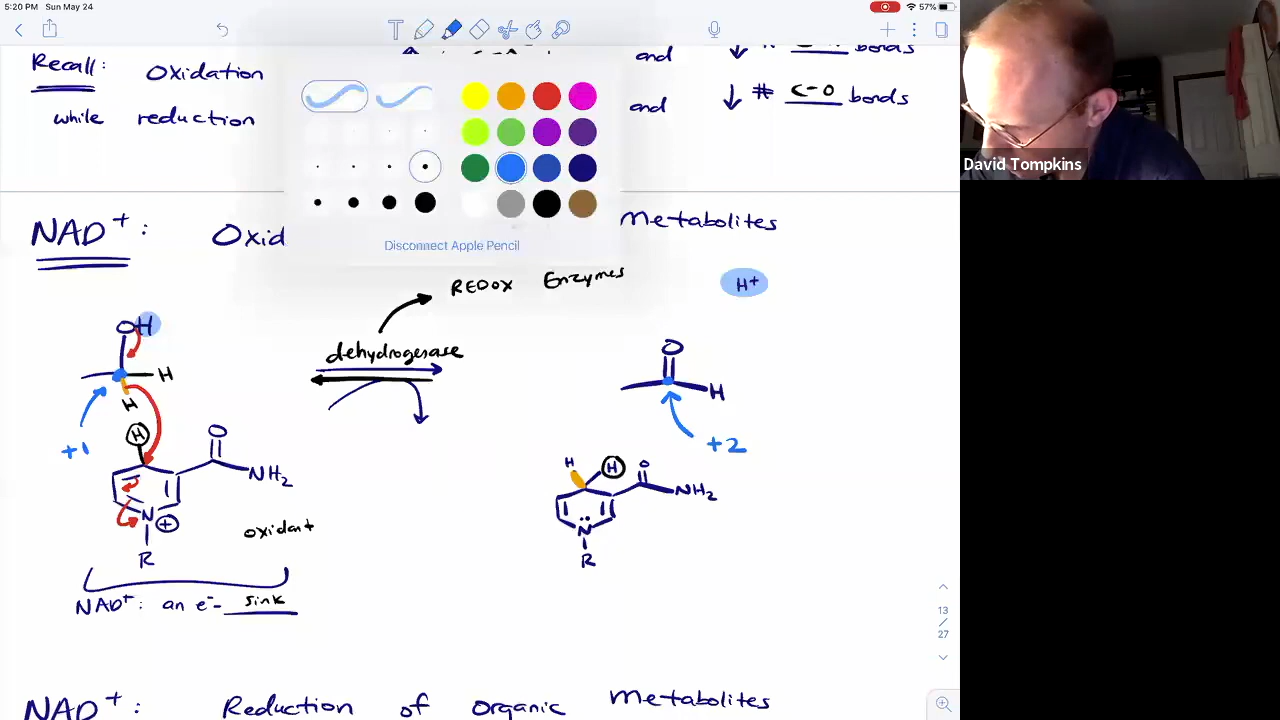 5:20 PM Sun May 24
57%
T
and
bonds
Recall: Oxidation
and ↓ # C-O bonds
while reduction
David Tompkins
Disconnect Apple Pencil
NAD+: Oxid
Metabolites
REDOX Enzymes
H+
OH
dehydrogenase
O
H
H
H
+1
+2
H
O
NH2
H
H
O
NH2
N
+
oxidant
N
R
R
NAD+: an e- sink
13
/
27
NAD+: Reduction of organic Metabolites